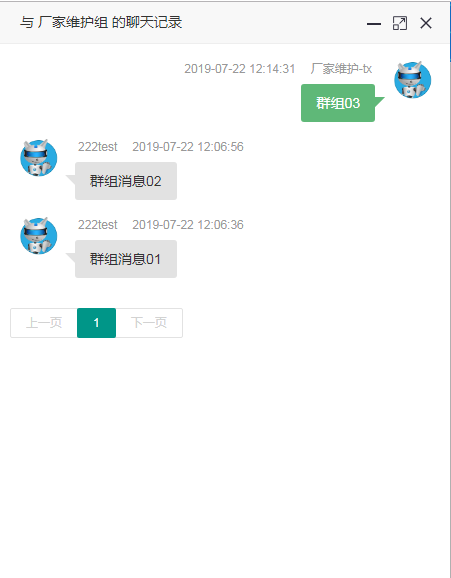 与 厂家维护组 的聊天记录
2019-07-22 12:14:31 厂家维护-tx
群组03
222test 2019-07-22 12:06:56
群组消息02
222test 2019-07-22 12:06:36
群组消息01
上一页 1 下一页